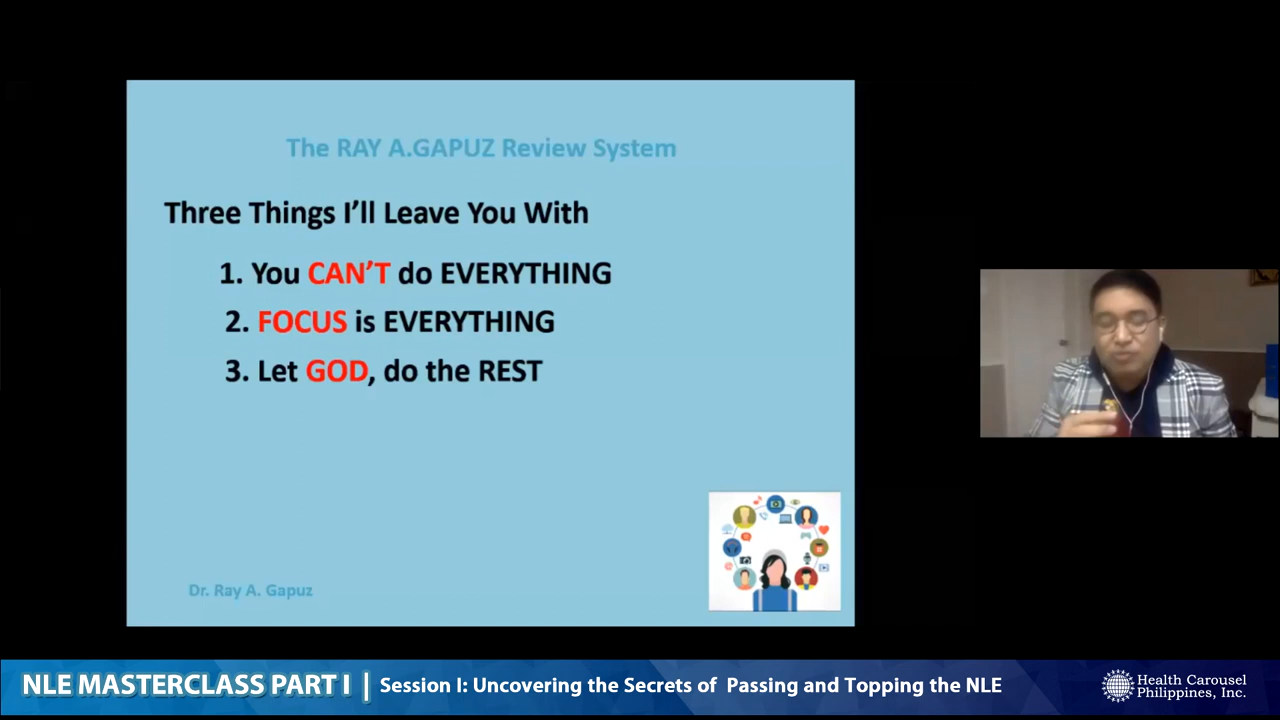 The RAY A.GAPUZ Review System
Three Things I'll Leave You With
1. You CAN'T do EVERYTHING
2. FOCUS is EVERYTHING
3. Let GOD, do the REST
Dr. Ray A. Gapuz
NLE MASTERCLASS PART I | Session I: Uncovering the Secrets of Passing and Topping the NLE
Health Carousel
Philippines, Inc.